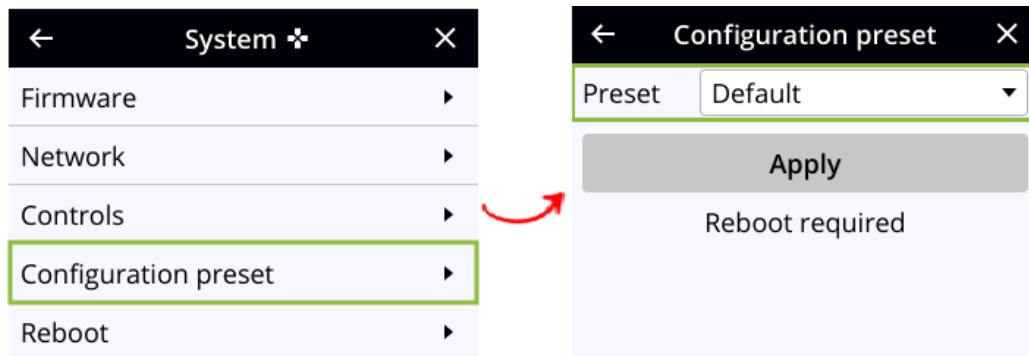 System
Firmware
Network
Controls
Configuration preset
Reboot
Configuration preset
Preset Default
Apply
Reboot required